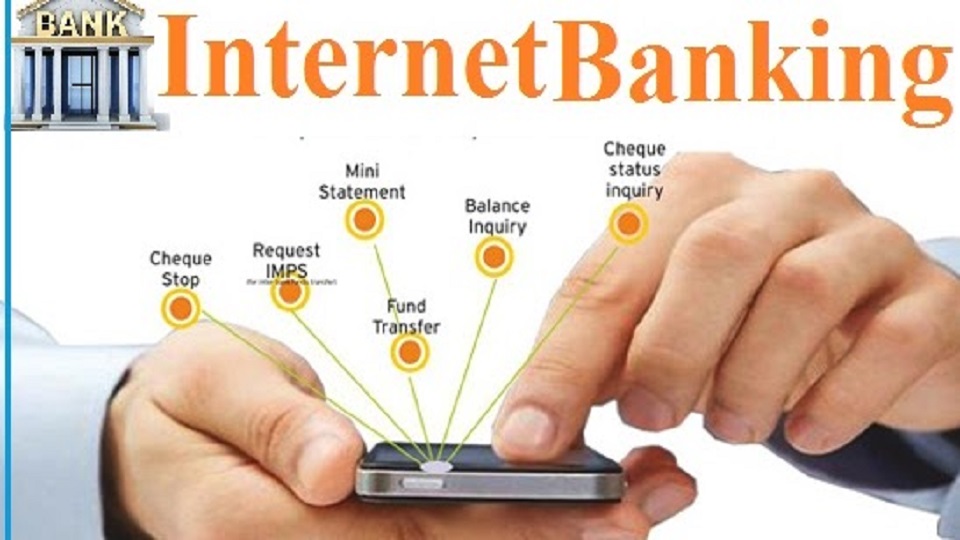 BANK
InternetBanking
Cheque
status
inquiry
Mini
Statement
Balance
Inquiry
Request
IMPS
Cheque
Stop
Fund
Transfer